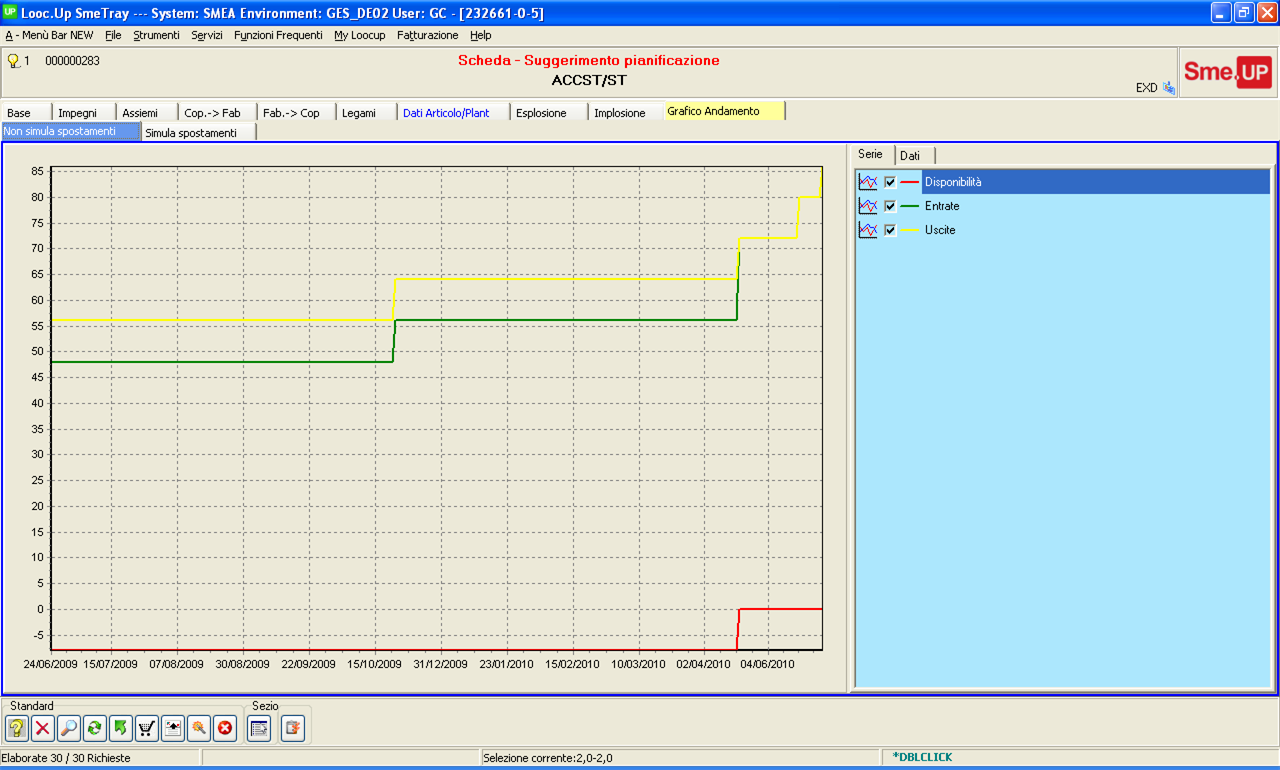 UP Looc.Up SmeTray --- System: SMEA Environment: GES_DE02 User: GC - [232661-0-5]
A - Menù Bar NEW File Strumenti Servizi Funzioni Frequenti My Loocup Fatturazione Help
1 000000283
Scheda - Suggerimento pianificazione
ACCST/ST
EXD
Sme.UP
Base Impegni Assiemi Cop.-> Fab Fab.-> Cop Legami Dati Articolo/Plant Esplosione Implosione Grafico Andamento
Non simula spostamenti Simula spostamenti
85
80
75
70
65
60
55
50
45
40
35
30
25
20
15
10
5
0
-5
24/06/2009 15/07/2009 07/08/2009 30/08/2009 22/09/2009 15/10/2009 31/12/2009 23/01/2010 15/02/2010 10/03/2010 02/04/2010 04/06/2010
Serie Dati
Disponibilità
Entrate
Uscite
Standard Sezio
Elaborate 30 / 30 Richieste Selezione corrente:2,0-2,0 *DBLCLICK